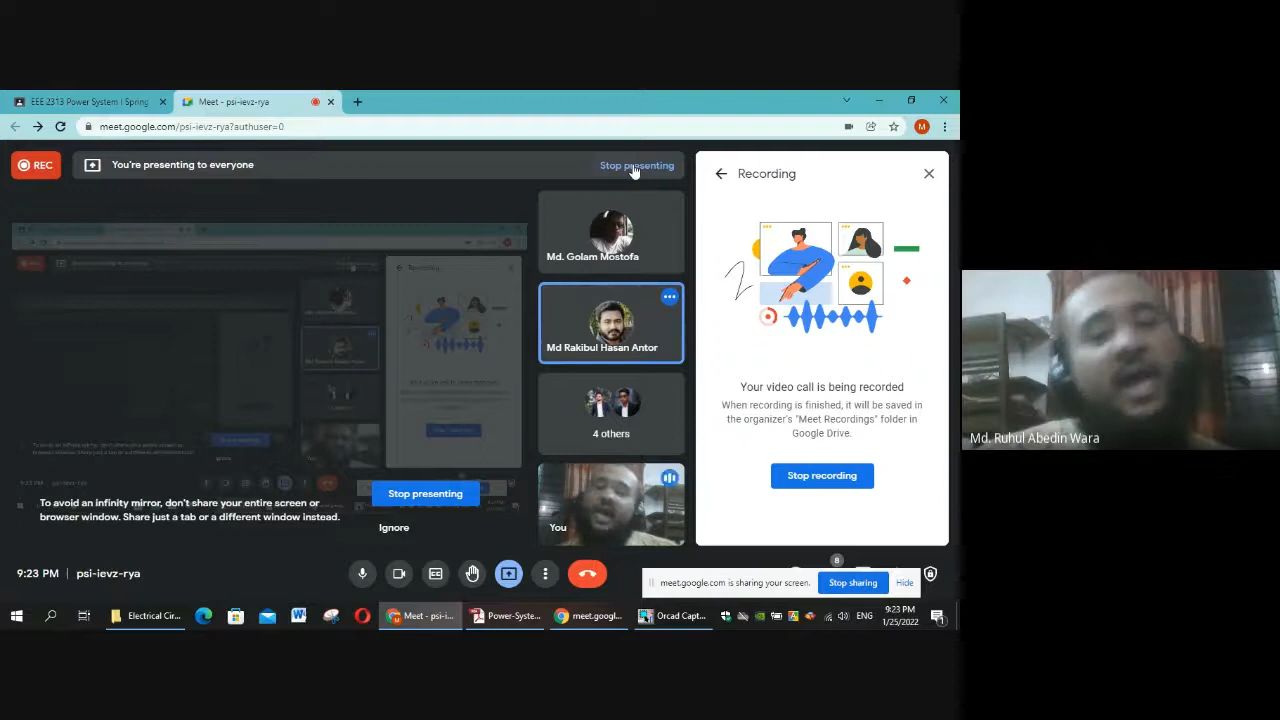 EEE 2313 Power System I Spring
Meet - psi-ievz-rya
meet.google.com/psi-ievz-rya?authuser=0
REC
You're presenting to everyone
Stop presenting
Recording
Md. Golam Mostofa
Md Rakibul Hasan Antor
4 others
You
2
Your video call is being recorded
When recording is finished, it will be saved in
the organizer's "Meet Recordings" folder in
Google Drive.
Stop recording
Md. Ruhul Abedin Wara
To avoid an infinity mirror, don't share your entire screen or
browser window. Share just a tab or a different window instead.
Stop presenting
Ignore
9:23 PM | psi-ievz-rya
8
meet.google.com is sharing your screen.
Stop sharing
Hide
Electrical Cir...
Meet - psi-i...
Power-Syste...
meet.googl...
Orcad Capt...
ENG
9:23 PM
1/25/2022
1